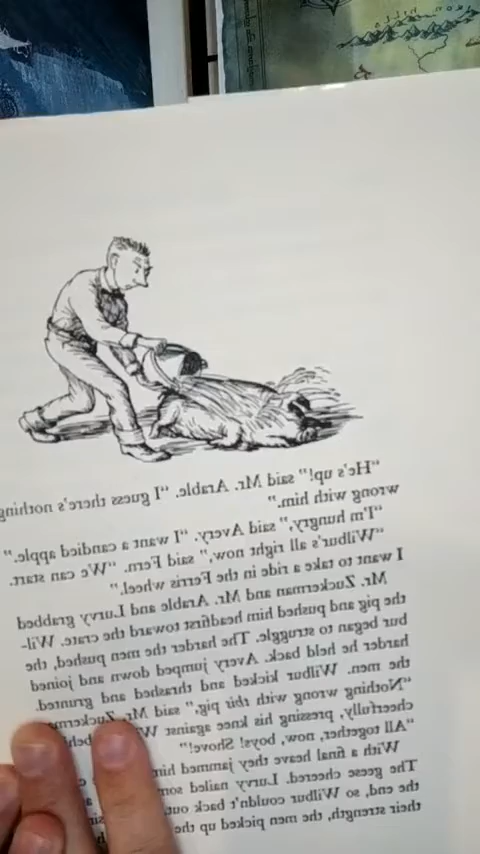 "He's up!" said Mr. Arable. "I guess there's nothing
wrong with him."
"I'm hungry," said Avery. "I want a candied apple."
"Wilbur's all right now," said Fern. "We can start.
I want to take a ride in the Ferris wheel."
Mr. Zuckerman and Mr. Arable and Lurvy grabbed
the pig and pushed him headfirst toward the crate. Wil-
bur began to struggle. The harder the men pushed, the
harder he held back. Avery jumped down and joined
the men. Wilbur kicked and thrashed and grunted.
"Nothing wrong with this pig," said Mr. Zuckerman
cheerfully, pressing his knee against
"All together, now, boys! Shove!"
With a final heave they jammed him
The geese cheered. Lurvy nailed som
the end, so Wilbur couldn't back out
their strength, the men picked up the